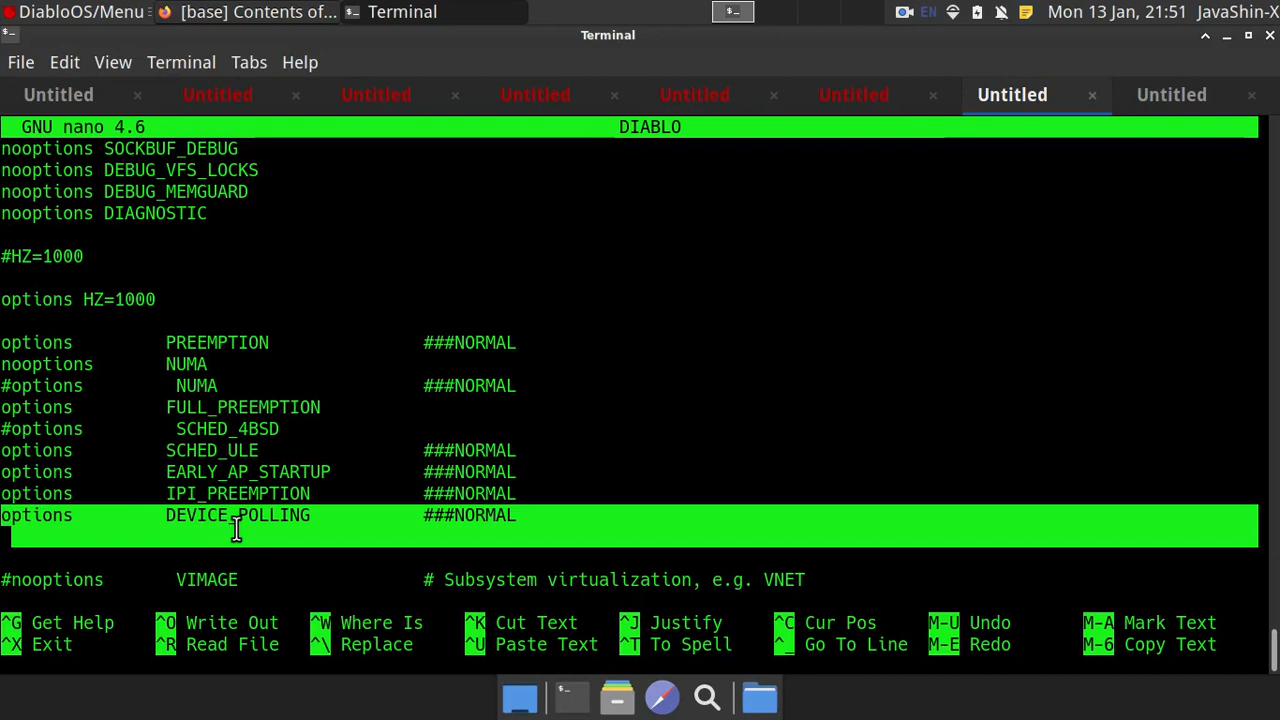 DiabloOS/Menu [base] Contents of... Terminal EN Mon 13 Jan, 21:51 JavaShin-X
Terminal
File Edit View Terminal Tabs Help
Untitled × Untitled × Untitled × Untitled × Untitled × Untitled × Untitled × Untitled ×
GNU nano 4.6 DIABLO
nooptions SOCKBUF_DEBUG
nooptions DEBUG_VFS_LOCKS
nooptions DEBUG_MEMGUARD
nooptions DIAGNOSTIC
#HZ=1000
options HZ=1000
options PREEMPTION ###NORMAL
nooptions NUMA
#options NUMA ###NORMAL
options FULL_PREEMPTION
#options SCHED_4BSD
options SCHED_ULE ###NORMAL
options EARLY_AP_STARTUP ###NORMAL
options IPI_PREEMPTION ###NORMAL
options DEVICE_POLLING ###NORMAL
#nooptions VIMAGE # Subsystem virtualization, e.g. VNET
^G Get Help ^O Write Out ^W Where Is ^K Cut Text ^J Justify ^C Cur Pos M-U Undo M-A Mark Text
^X Exit ^R Read File ^\ Replace ^U Paste Text ^T To Spell ^_ Go To Line M-E Redo M-6 Copy Text